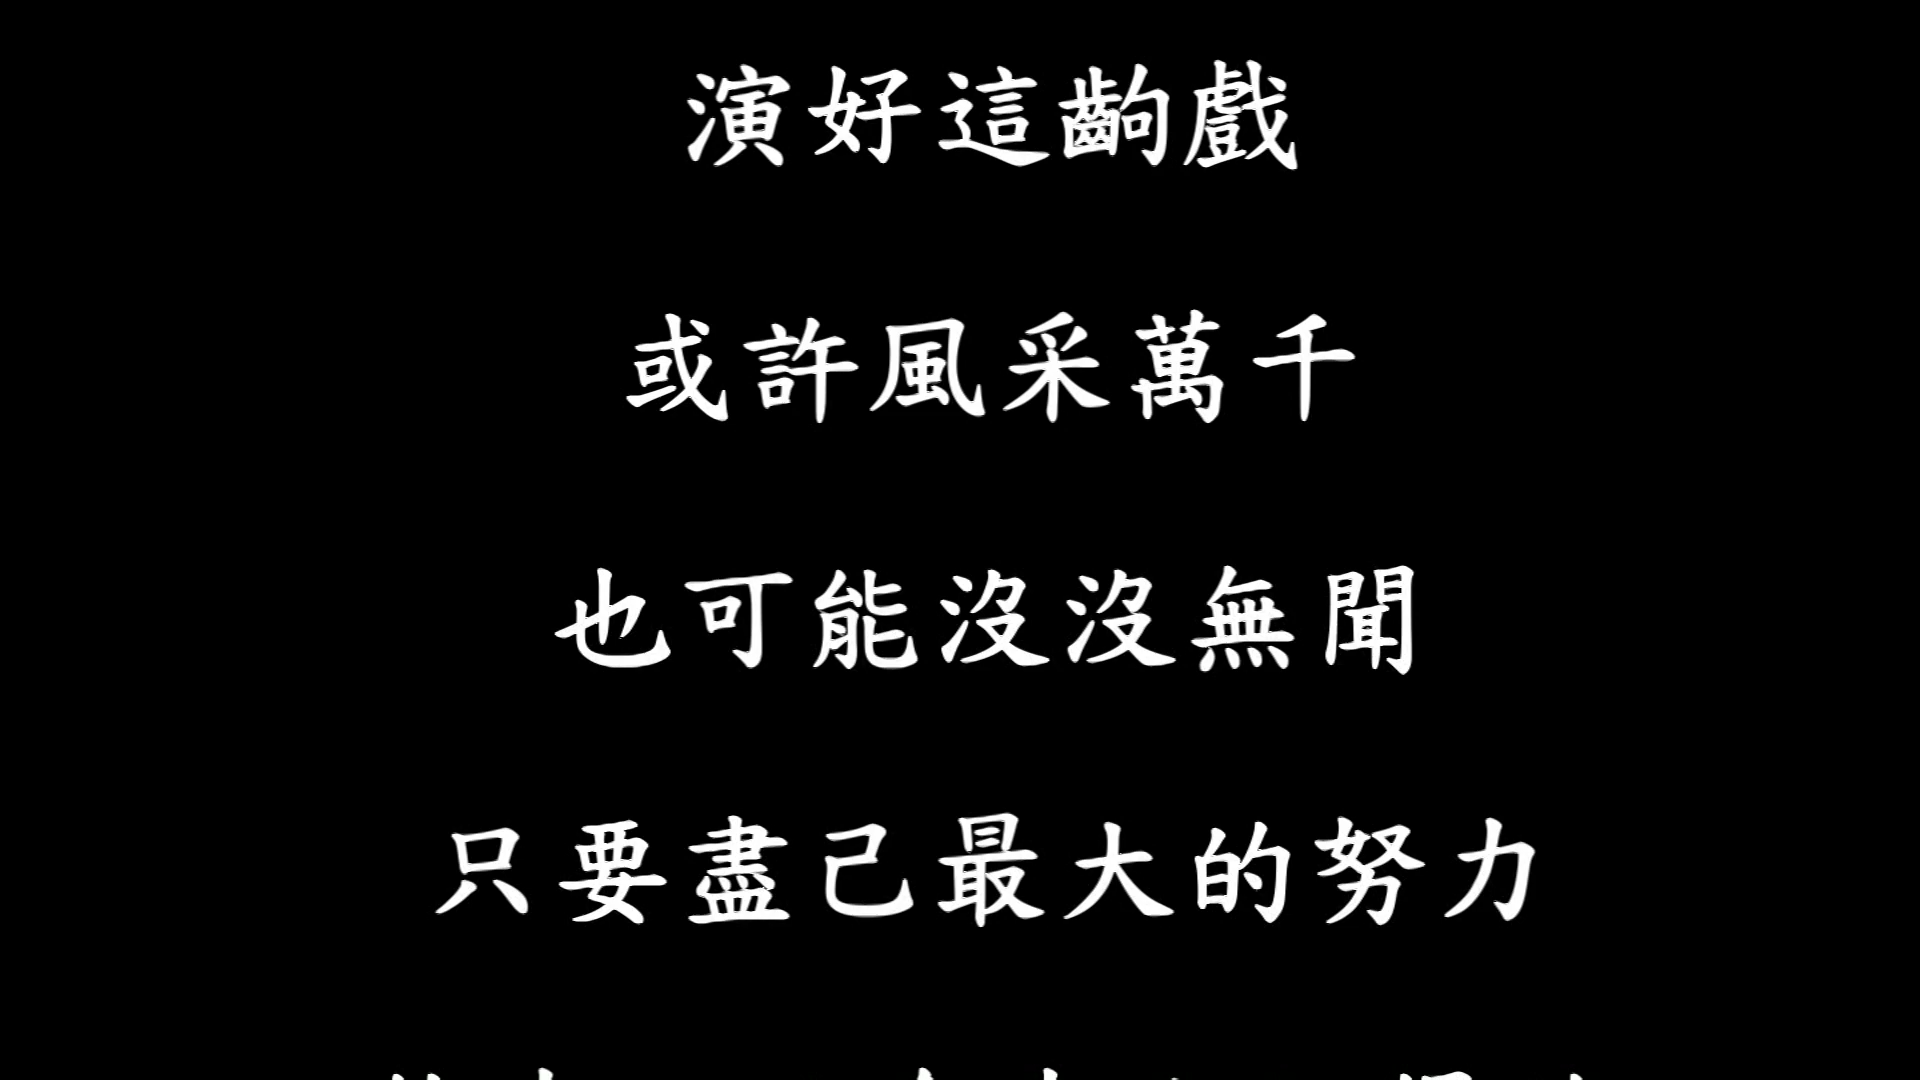 演好這齣戲
或許風采萬千
也可能沒沒無聞
只要盡己最大的努力